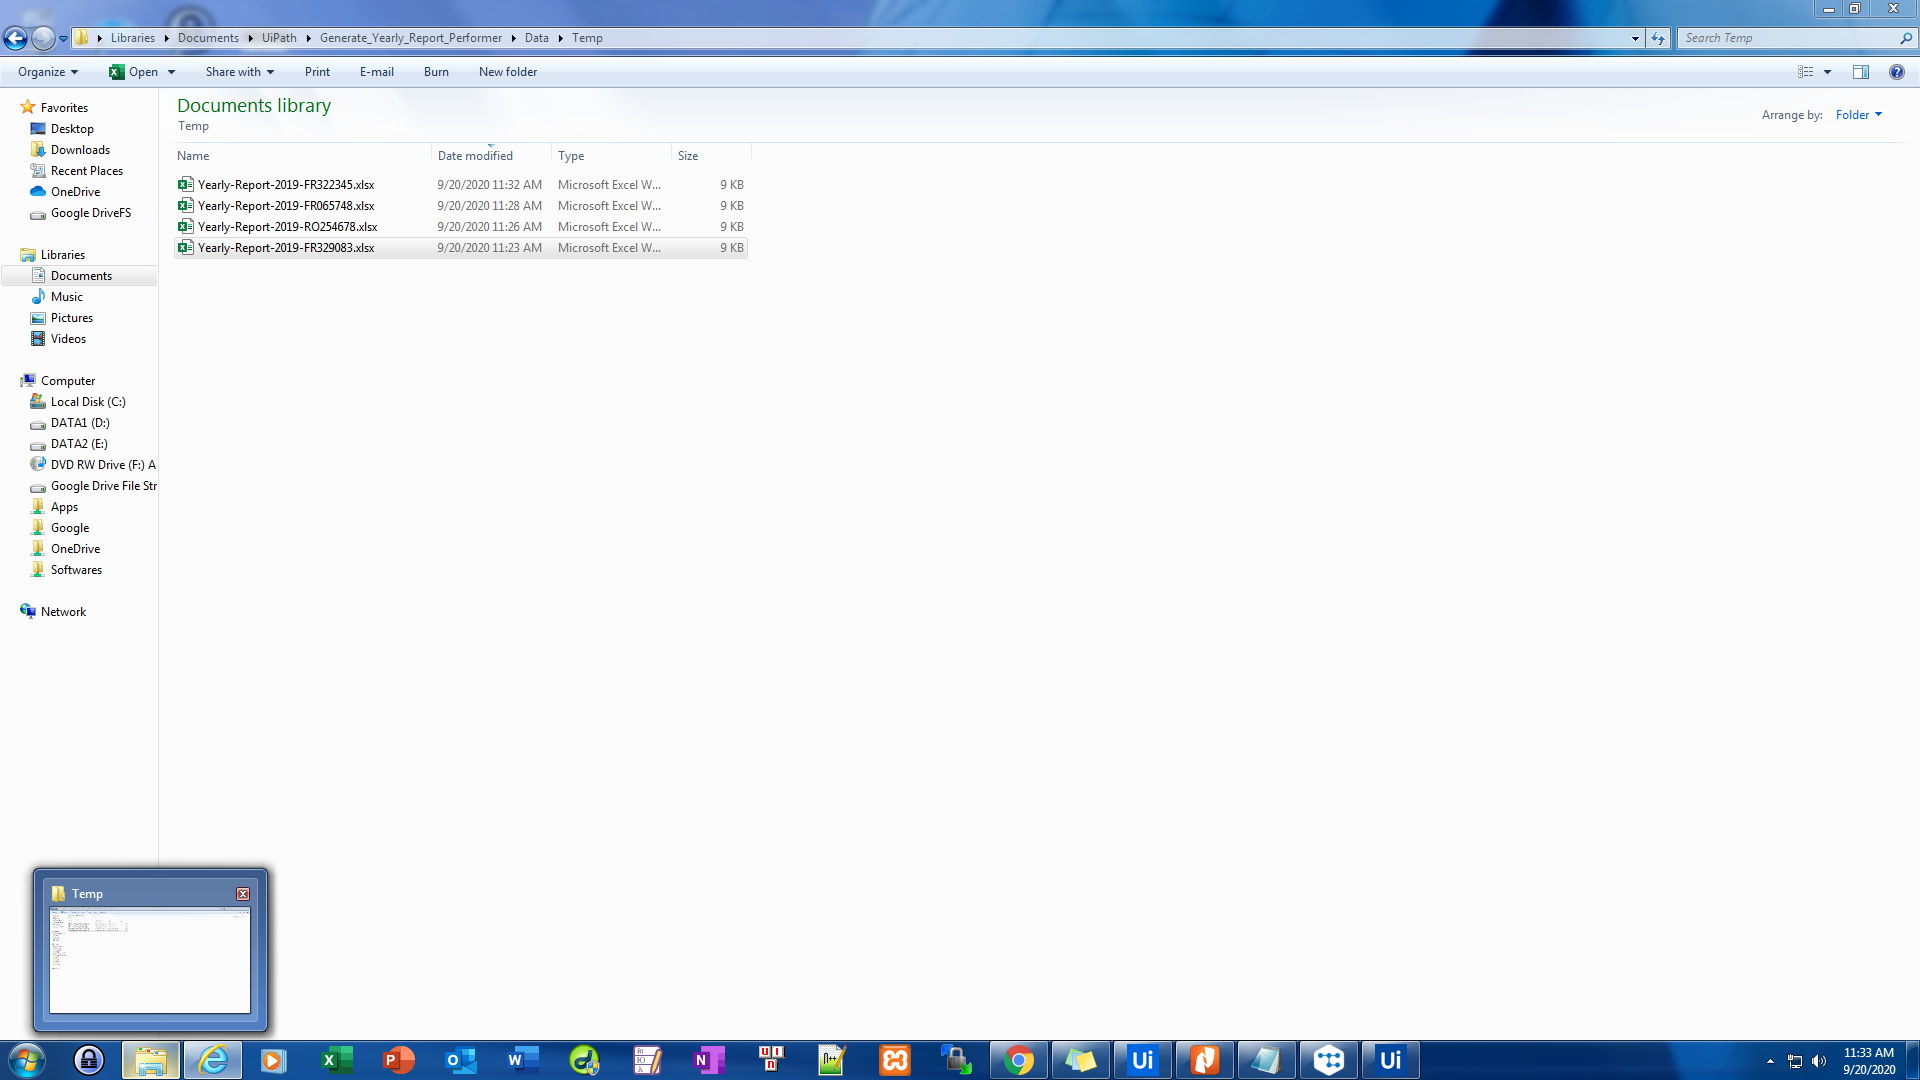 Libraries Documents UiPath Generate_Yearly_Report_Performer Data Temp
Search Temp
Organize Open Share with Print E-mail Burn New folder
Documents library
Temp
Arrange by: Folder
Name Date modified Type Size
Yearly-Report-2019-FR322345.xlsx 9/20/2020 11:32 AM Microsoft Excel W... 9 KB
Yearly-Report-2019-FR065748.xlsx 9/20/2020 11:28 AM Microsoft Excel W... 9 KB
Yearly-Report-2019-RO254678.xlsx 9/20/2020 11:26 AM Microsoft Excel W... 9 KB
Yearly-Report-2019-FR329083.xlsx 9/20/2020 11:23 AM Microsoft Excel W... 9 KB
Favorites
Desktop
Downloads
Recent Places
OneDrive
Google DriveFS
Libraries
Documents
Music
Pictures
Videos
Computer
Local Disk (C:)
DATA1 (D:)
DATA2 (E:)
DVD RW Drive (F:) A
Google Drive File Str
Apps
Google
OneDrive
Softwares
Network
Temp
Ui
Ui
11:33 AM
9/20/2020